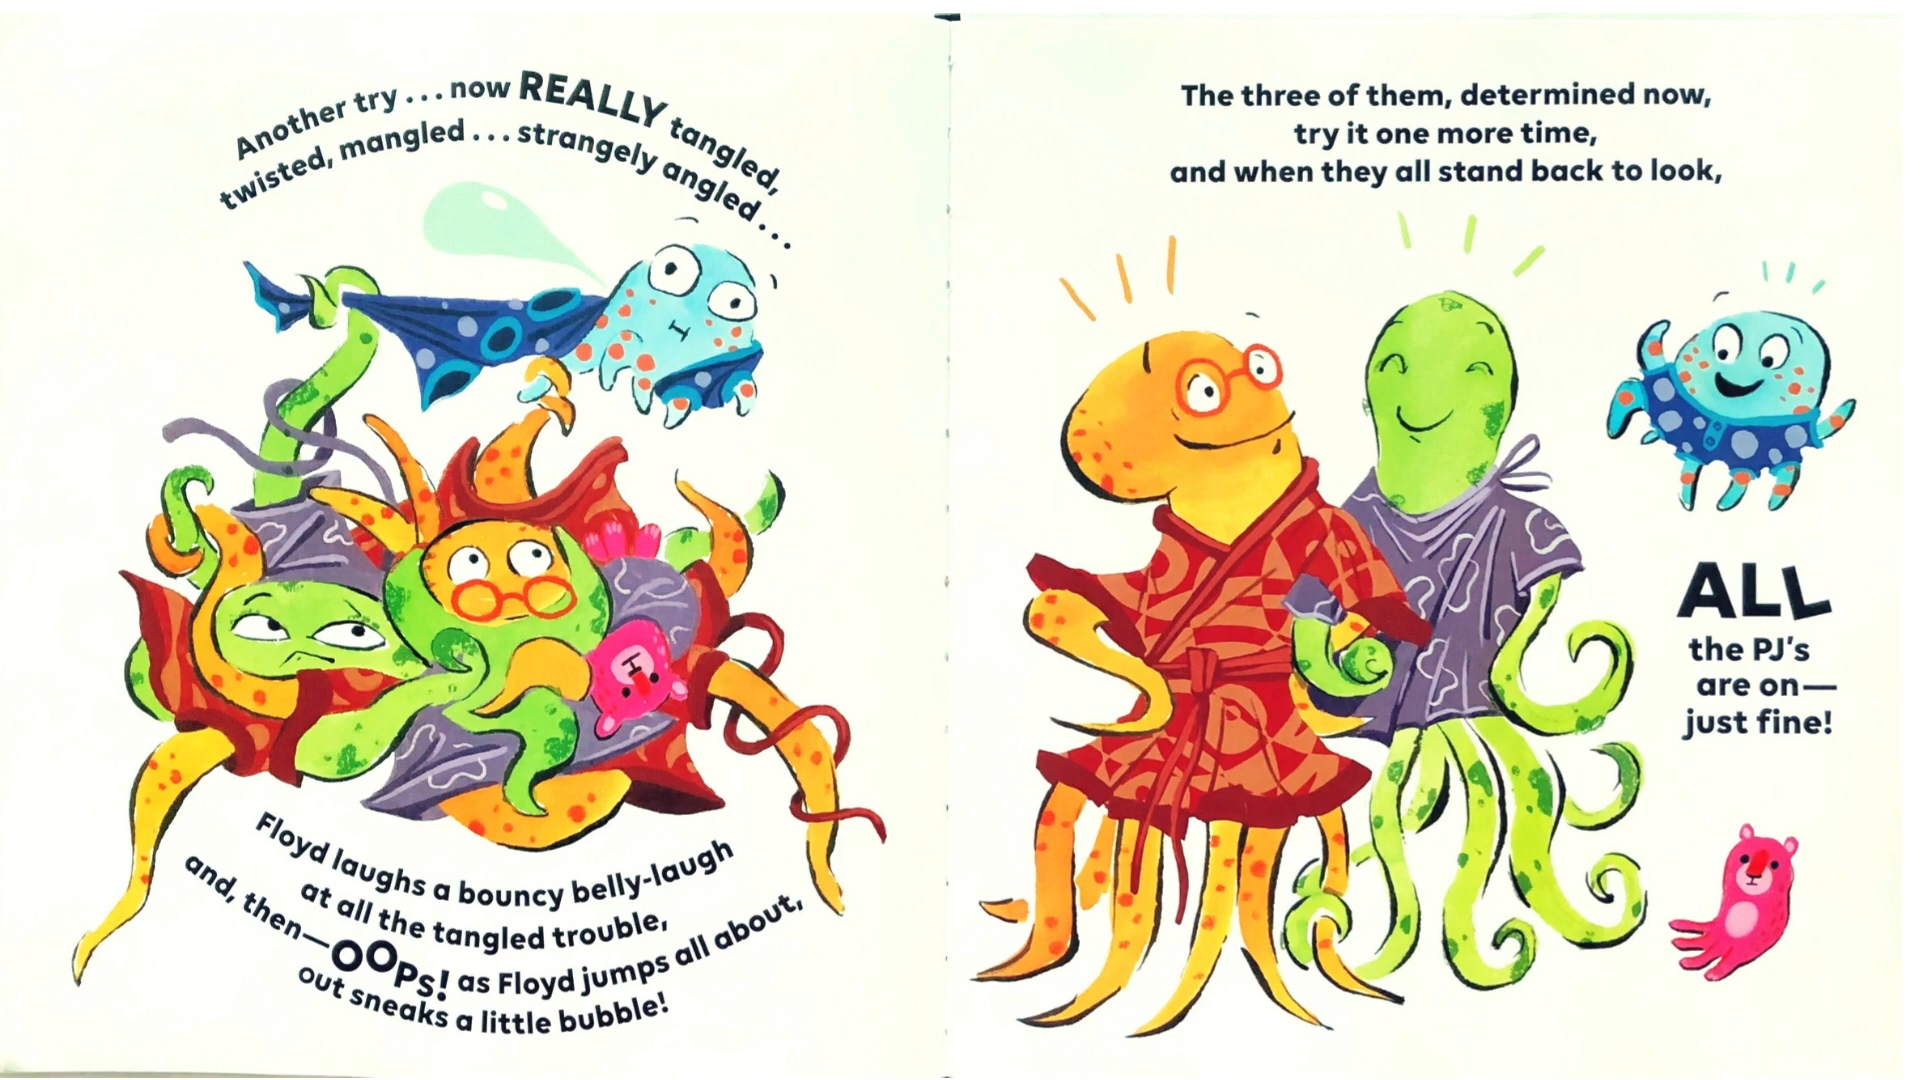 Another try . . . now REALLY tangled,
twisted, mangled . . . strangely angled . . .
Floyd laughs a bouncy belly-laugh
at all the tangled trouble,
and, then—OOPS! as Floyd jumps all about,
out sneaks a little bubble!
The three of them, determined now,
try it one more time,
and when they all stand back to look,
ALL
the PJ's
are on—
just fine!